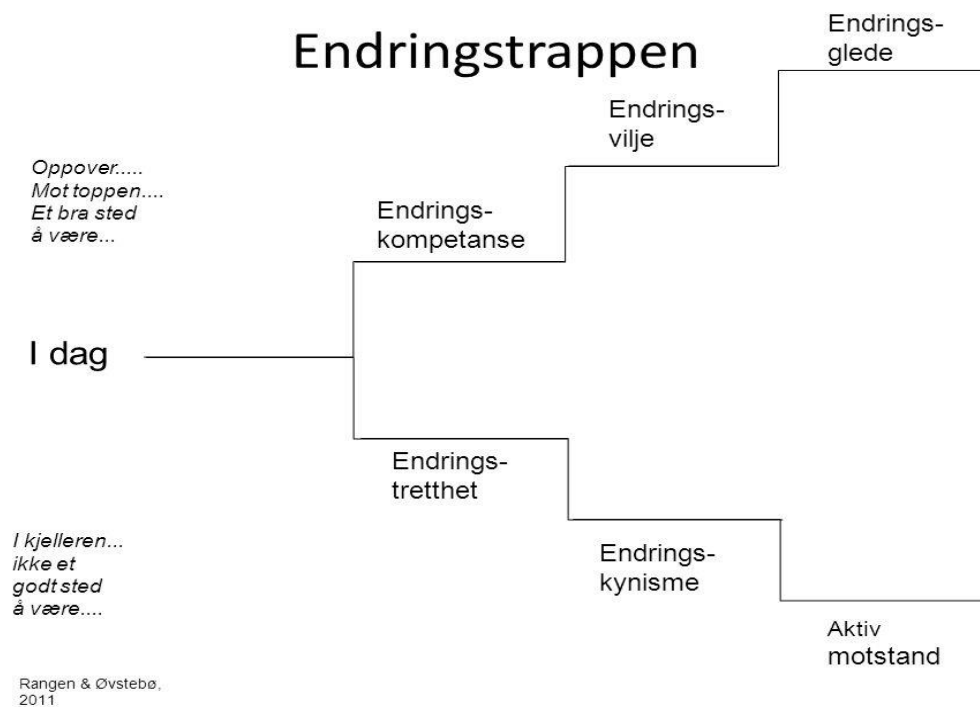 Endringstrappen
Endrings-
glede
Endrings-
vilje
Oppover.....
Mot toppen....
Et bra sted
å være...
Endrings-
kompetanse
I dag
Endrings-
tretthet
I kjelleren...
ikke et
godt sted
å være....
Endrings-
kynisme
Aktiv
motstand
Rangen & Øvstebø,
2011